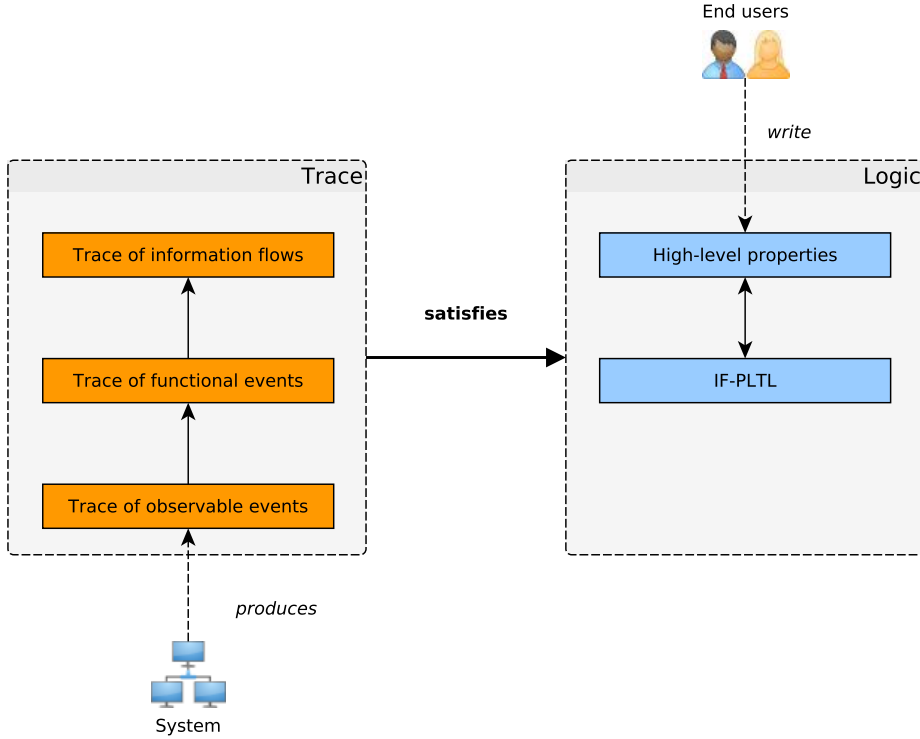 End users
write
Trace
Logic
Trace of information flows
High-level properties
satisfies
Trace of functional events
IF-PLTL
Trace of observable events
produces
System